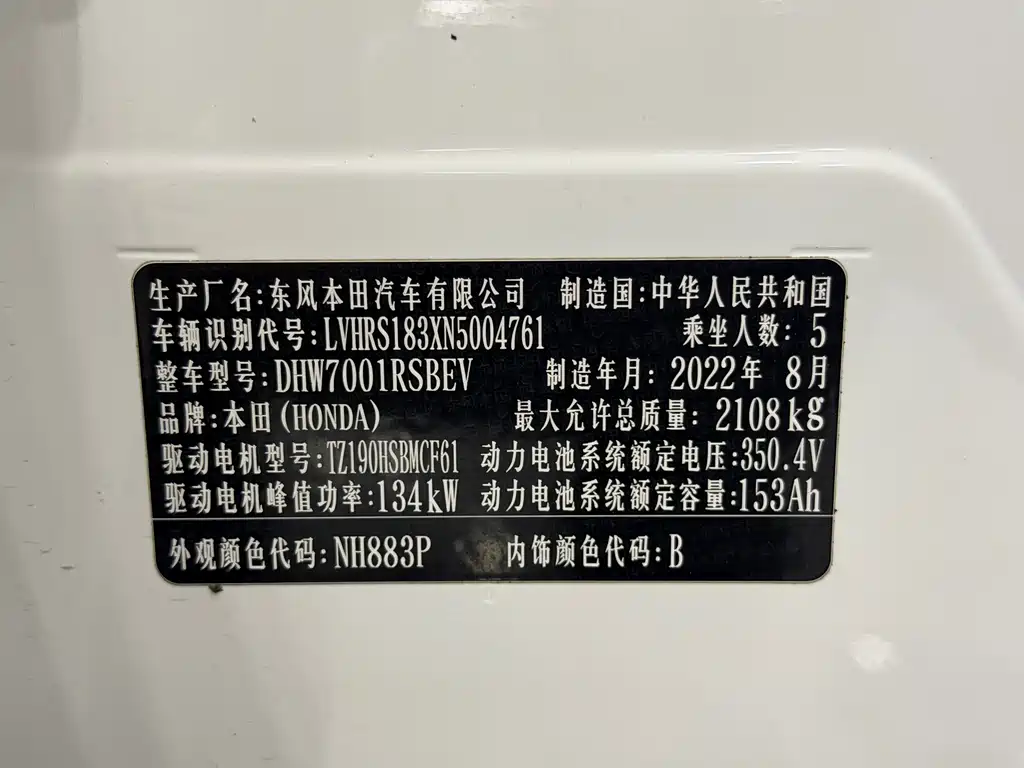 生产厂名:东风本田汽车有限公司 制造国:中华人民共和国
车辆识别代号:LVHRS183XN5004761 乘坐人数: 5
整车型号:DHW7001RSBEV 制造年月: 2022年 8月
品牌:本田(HONDA) 最大允许总质量: 2108kg
驱动电机型号:TZ190HSBMCF61 动力电池系统额定电压:350.4V
驱动电机峰值功率:134kW 动力电池系统额定容量:153Ah
外观颜色代码:NH883P 内饰颜色代码:B